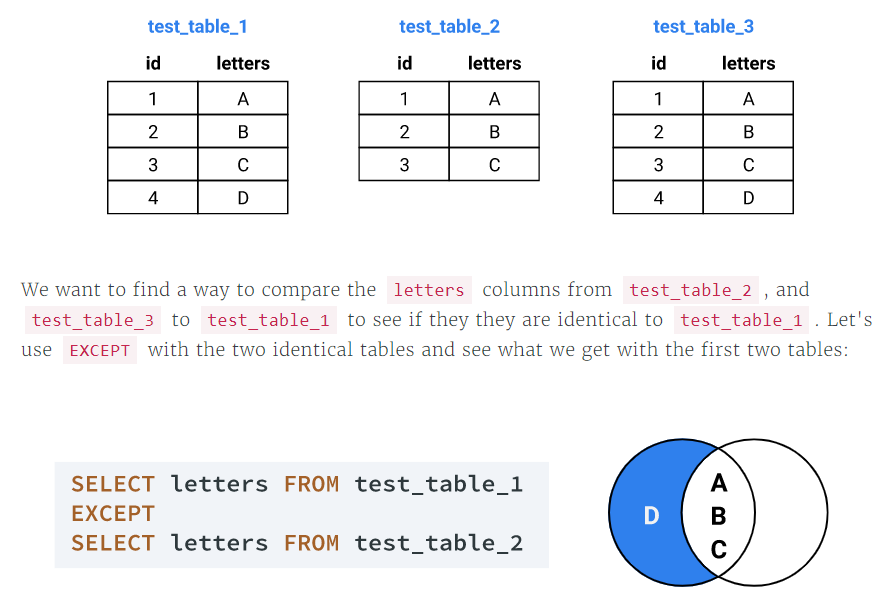 test_table_1 test_table_2 test_table_3
id letters id letters id letters
1 A 1 A 1 A
2 B 2 B 2 B
3 C 3 C 3 C
4 D 4 D
We want to find a way to compare the letters columns from test_table_2 , and
test_table_3 to test_table_1 to see if they they are identical to test_table_1 . Let's
use EXCEPT with the two identical tables and see what we get with the first two tables:
SELECT letters FROM test_table_1
EXCEPT
SELECT letters FROM test_table_2
A
D B
C